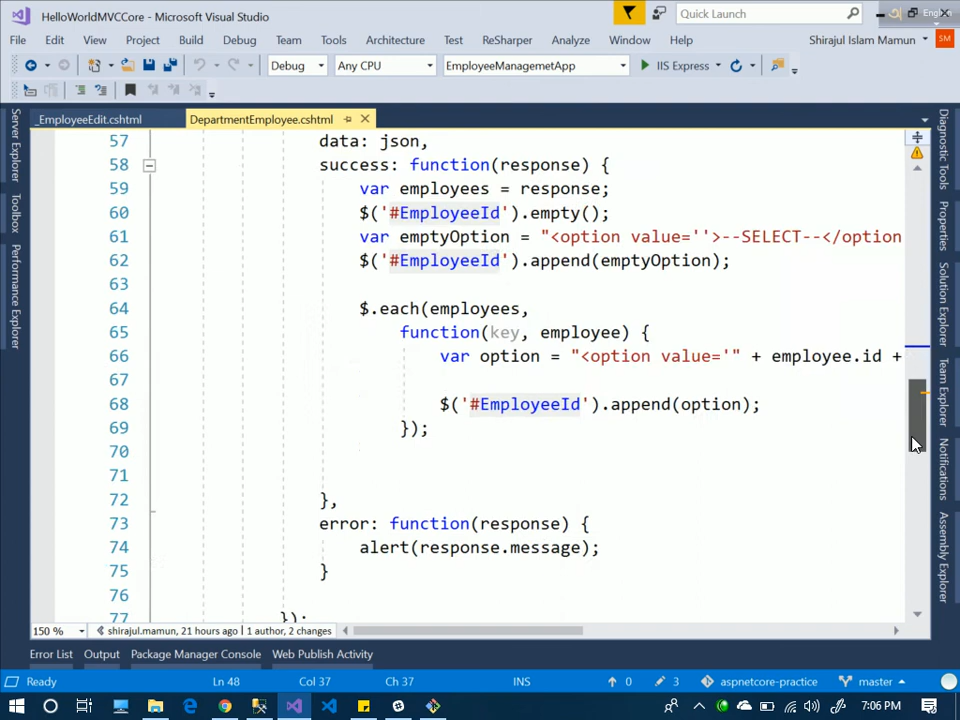 HelloWorldMVCCore - Microsoft Visual Studio
Quick Launch
File Edit View Project Build Debug Team Tools Architecture Test ReSharper Analyze Window Help Shirajul Islam Mamun SM
Debug Any CPU EmployeeManagemetApp IIS Express
_EmployeeEdit.cshtml DepartmentEmployee.cshtml
57 data: json,
58 success: function(response) {
59 var employees = response;
60 $('#EmployeeId').empty();
61 var emptyOption = "<option value=''>--SELECT--</option
62 $('#EmployeeId').append(emptyOption);
63
64 $.each(employees,
65 function(key, employee) {
66 var option = "<option value='" + employee.id +
67
68 $('#EmployeeId').append(option);
69 });
70
71
72 },
73 error: function(response) {
74 alert(response.message);
75 }
76
77 });
Server Explorer
Toolbox
Performance Explorer
Diagnostic Tools
Properties
Solution Explorer
Team Explorer
Notifications
Assembly Explorer
150 % shirajul.mamun, 21 hours ago | 1 author, 2 changes
Error List Output Package Manager Console Web Publish Activity
Ready Ln 48 Col 37 Ch 37 INS 0 3 aspnetcore-practice master
7:06 PM